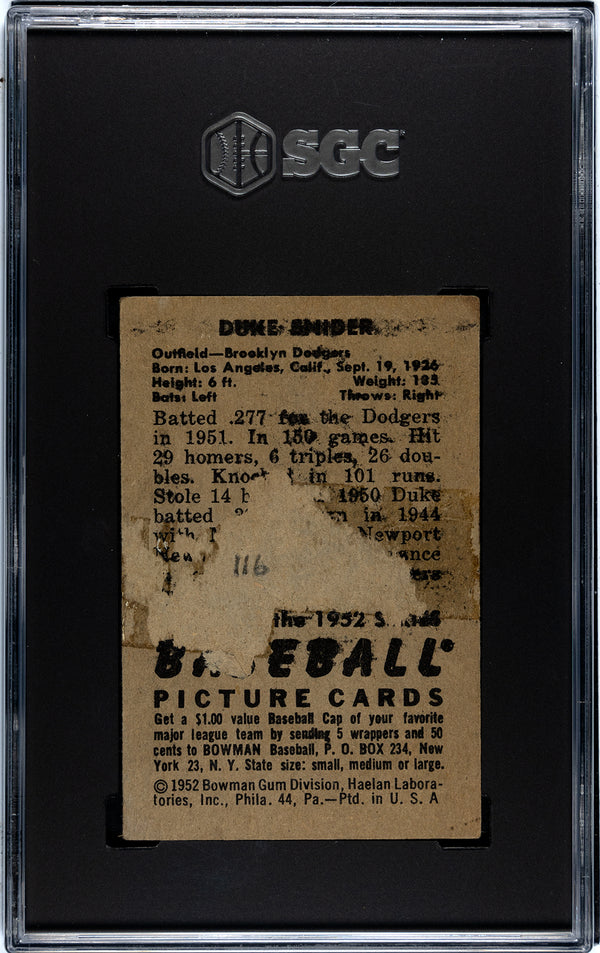 SGC
DUKE SNIDER
Outfield—Brooklyn Dodgers
Born: Los Angeles, Calif., Sept. 19, 1926
Height: 6 ft. Weight: 185
Bats: Left Throws: Right
Batted .277 for the Dodgers
in 1951. In 150 games. Hit
29 homers, 6 triples, 26 dou-
bles. in 101 runs.
Stole 14 1950 Duke
batted in 1944
Newport
116
the 1952
BASEBALL
PICTURE CARDS
Get a $1.00 value Baseball Cap of your favorite
major league team by sending 5 wrappers and 50
cents to BOWMAN Baseball, P. O. BOX 234, New
York 23, N. Y. State size: small, medium or large.
© 1952 Bowman Gum Division, Haelan Labora-
tories, Inc., Phila. 44, Pa.—Ptd. in U. S. A